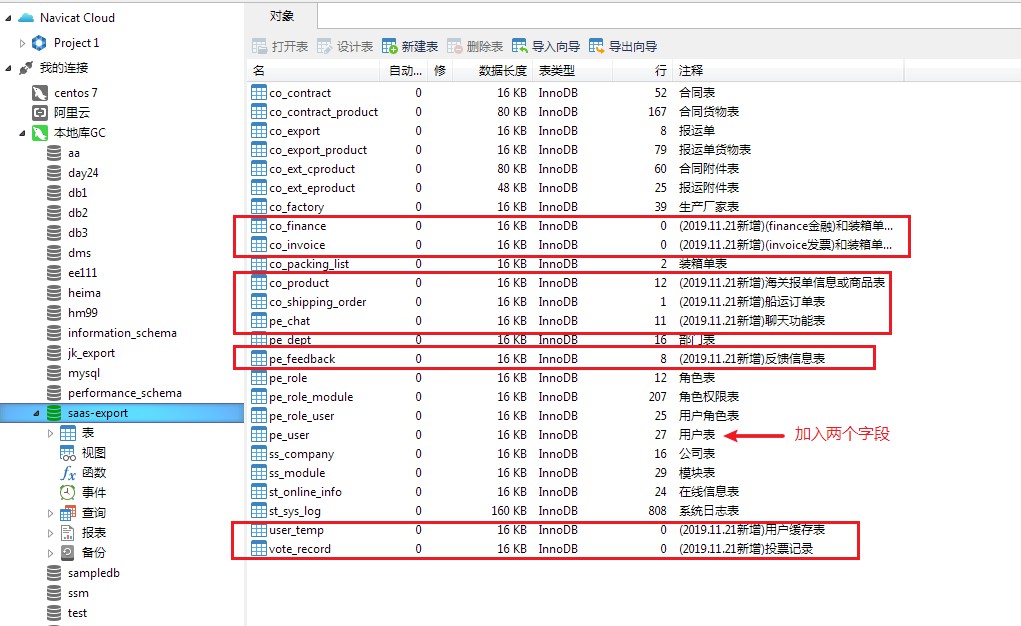 Navicat Cloud
Project 1
我的连接
centos 7
阿里云
本地库GC
aa
day24
db1
db2
db3
dms
ee111
heima
hm99
information_schema
jk_export
mysql
performance_schema
saas-export
表
视图
函数
事件
查询
报表
备份
sampledb
ssm
test
对象
打开表 设计表 新建表 删除表 导入向导 导出向导
名 自动... 修 数据长度 表类型 行 注释
co_contract 0 16 KB InnoDB 52 合同表
co_contract_product 0 80 KB InnoDB 167 合同货物表
co_export 0 16 KB InnoDB 8 报运单
co_export_product 0 16 KB InnoDB 79 报运单货物表
co_ext_cproduct 0 80 KB InnoDB 60 合同附件表
co_ext_eproduct 0 48 KB InnoDB 25 报运附件表
co_factory 0 16 KB InnoDB 39 生产厂家表
co_finance 0 16 KB InnoDB 0 (2019.11.21新增)(finance金融)和装箱单...
co_invoice 0 16 KB InnoDB 0 (2019.11.21新增)(invoice发票)和装箱单...
co_packing_list 0 16 KB InnoDB 2 装箱单表
co_product 0 16 KB InnoDB 12 (2019.11.21新增)海关报单信息或商品表
co_shipping_order 0 16 KB InnoDB 1 (2019.11.21新增)船运订单表
pe_chat 0 16 KB InnoDB 11 (2019.11.21新增)聊天功能表
pe_dept 0 16 KB InnoDB 16 部门表
pe_feedback 0 16 KB InnoDB 8 (2019.11.21新增)反馈信息表
pe_role 0 16 KB InnoDB 12 角色表
pe_role_module 0 16 KB InnoDB 207 角色权限表
pe_role_user 0 16 KB InnoDB 25 用户角色表
pe_user 0 16 KB InnoDB 27 用户表 加入两个字段
ss_company 0 16 KB InnoDB 16 公司表
ss_module 0 16 KB InnoDB 29 模块表
st_online_info 0 16 KB InnoDB 24 在线信息表
st_sys_log 0 160 KB InnoDB 808 系统日志表
user_temp 0 16 KB InnoDB 0 (2019.11.21新增)用户缓存表
vote_record 0 16 KB InnoDB 0 (2019.11.21新增)投票记录